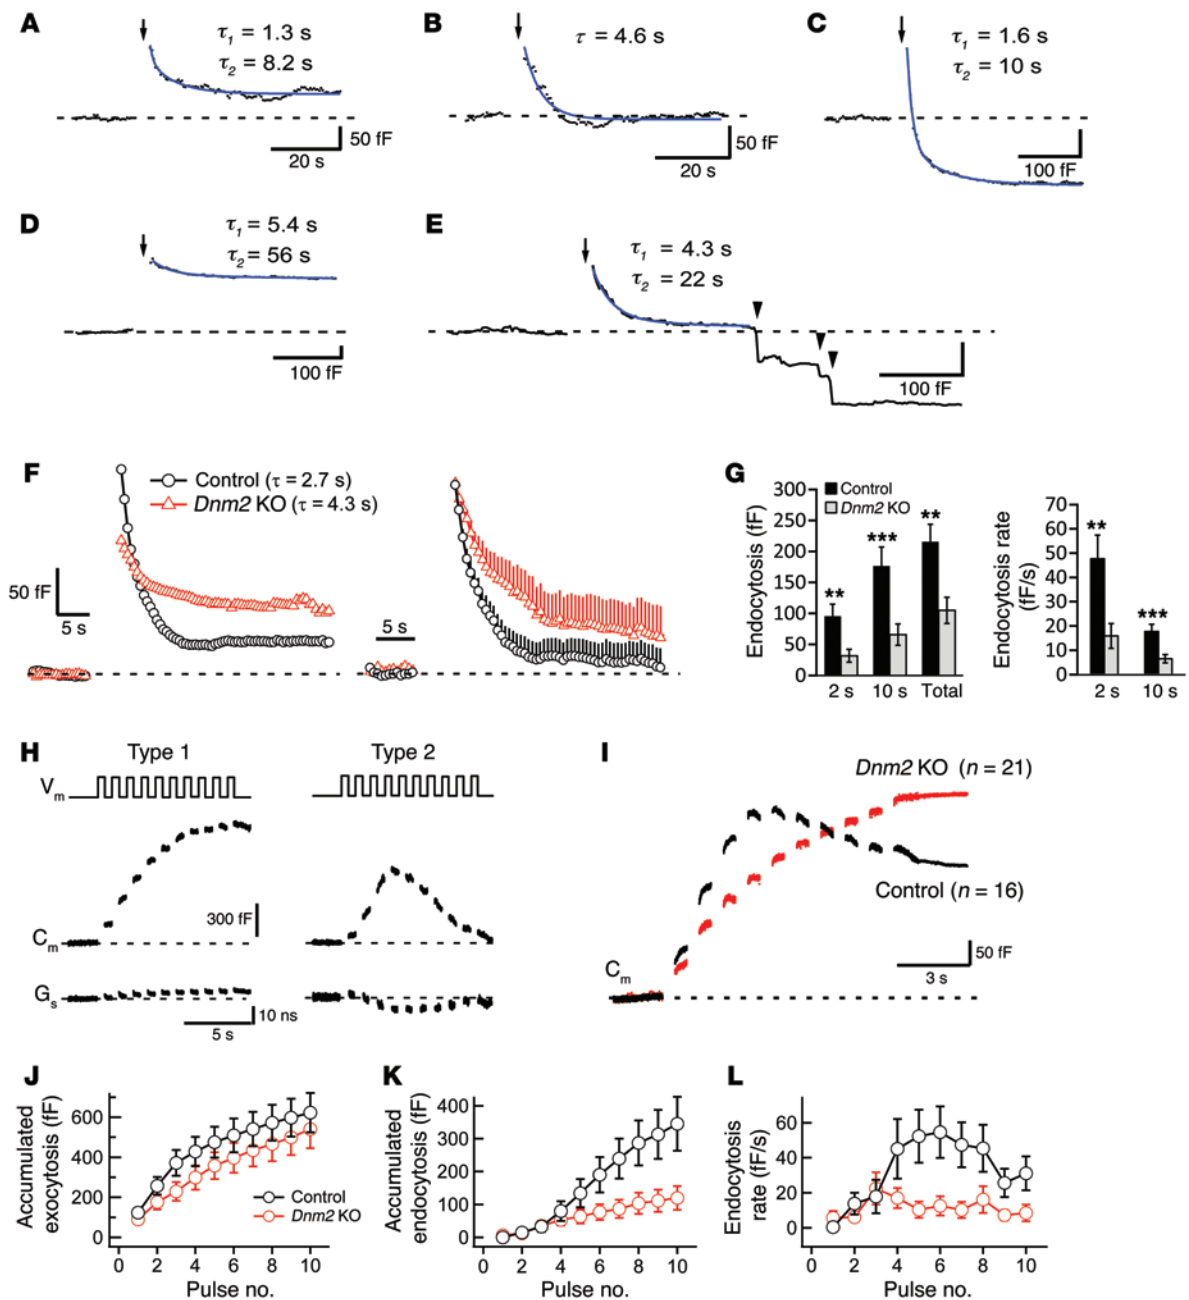 A
τ1 = 1.3 s
τ2 = 8.2 s
50 fF
20 s
B
τ = 4.6 s
50 fF
20 s
C
τ1 = 1.6 s
τ2 = 10 s
100 fF
D
τ1 = 5.4 s
τ2 = 56 s
100 fF
E
τ1 = 4.3 s
τ2 = 22 s
100 fF
F
Control (τ = 2.7 s)
Dnm2 KO (τ = 4.3 s)
50 fF
5 s
5 s
G
Endocytosis (fF)
300
250
200
150
100
50
0
Control
Dnm2 KO
**
***
**
2 s
10 s
Total
Endocytosis rate
(fF/s)
70
60
50
40
30
20
10
0
**
***
2 s
10 s
H
Type 1
Type 2
Vm
300 fF
Cm
Gs
10 ns
5 s
I
Dnm2 KO (n = 21)
Control (n = 16)
Cm
50 fF
3 s
J
Accumulated
exocytosis (fF)
600
400
200
0
Control
Dnm2 KO
0 2 4 6 8 10
Pulse no.
K
Accumulated
endocytosis (fF)
400
300
200
100
0
0 2 4 6 8 10
Pulse no.
L
Endocytosis
rate (fF/s)
60
40
20
0
0 2 4 6 8 10
Pulse no.